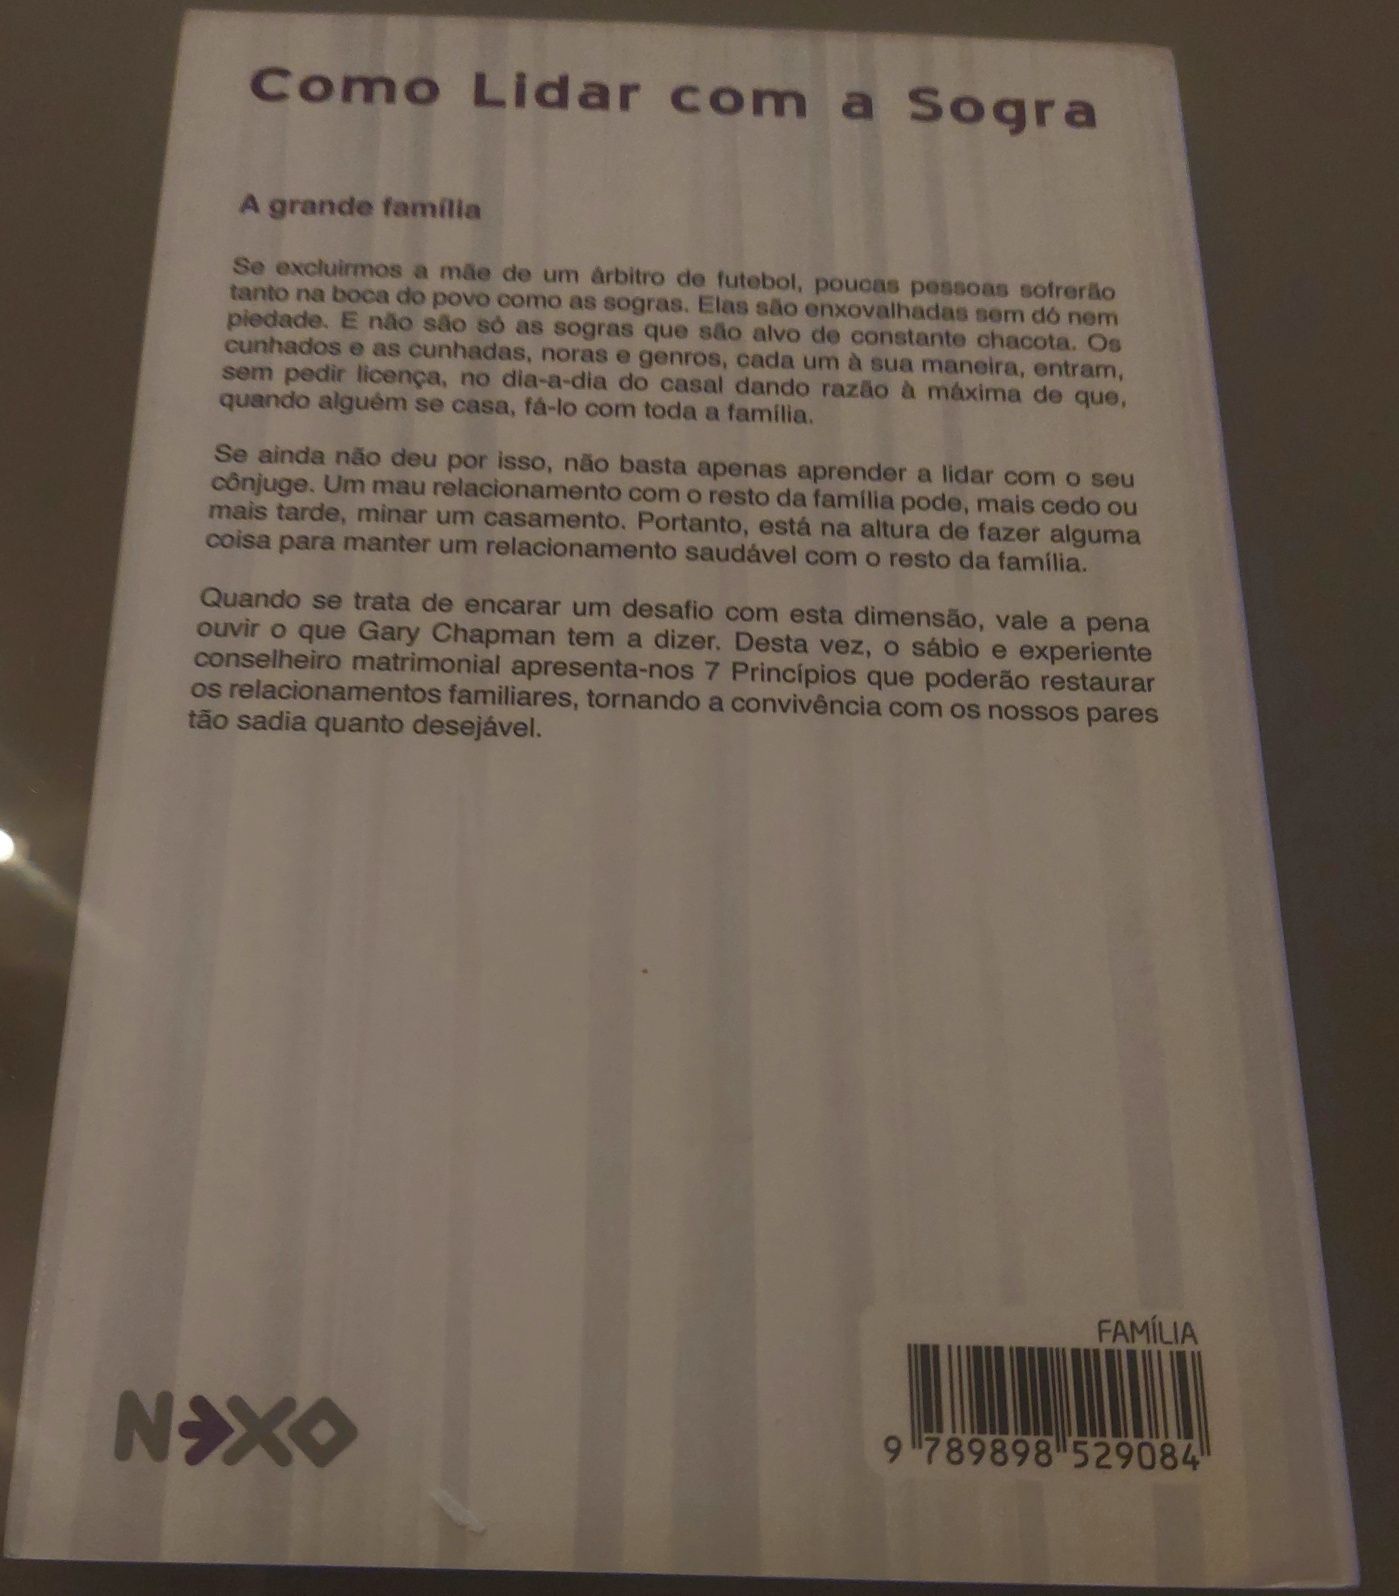 Como Lidar com a Sogra
A grande família
Se excluirmos a mãe de um árbitro de futebol, poucas pessoas sofrerão
tanto na boca do povo como as sogras. Elas são enxovalhadas sem dó nem
piedade. E não são só as sogras que são alvo de constante chacota. Os
cunhados e as cunhadas, noras e genros, cada um à sua maneira, entram,
sem pedir licença, no dia-a-dia do casal dando razão à máxima de que,
quando alguém se casa, fá-lo com toda a família.
Se ainda não deu por isso, não basta apenas aprender a lidar com o seu
cônjuge. Um mau relacionamento com o resto da família pode, mais cedo ou
mais tarde, minar um casamento. Portanto, está na altura de fazer alguma
coisa para manter um relacionamento saudável com o resto da família.
Quando se trata de encarar um desafio com esta dimensão, vale a pena
ouvir o que Gary Chapman tem a dizer. Desta vez, o sábio e experiente
conselheiro matrimonial apresenta-nos 7 Princípios que poderão restaurar
os relacionamentos familiares, tornando a convivência com os nossos pares
tão sadia quanto desejável.
FAMÍLIA
NEXO
9 789898 529084